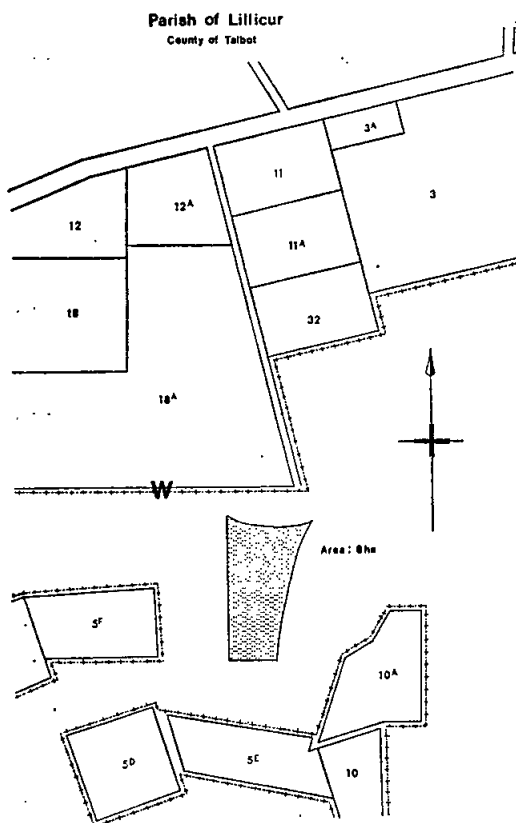 Parish of Lillicur
County of Talbot
3A
11
12A
3
12
11A
18
32
18A
W
Area: 8ha
5F
10A
5D
5E
10